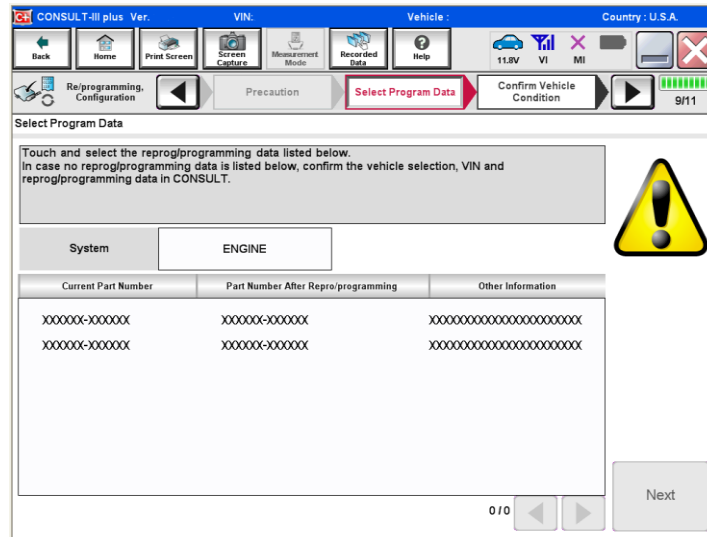 C+ CONSULT-III plus Ver. VIN: Vehicle : Country : U.S.A.
Back Home Print Screen Screen Capture Measurement Mode Recorded Data Help 11.8V VI MI
Re/programming, Configuration Precaution Select Program Data Confirm Vehicle Condition 9/11
Select Program Data
Touch and select the reprog/programming data listed below.
In case no reprog/programming data is listed below, confirm the vehicle selection, VIN and
reprog/programming data in CONSULT.
System ENGINE
Current Part Number Part Number After Repro/programming Other Information
XXXXXX-XXXXXX XXXXXX-XXXXXX XXXXXXXXXXXXXXXXXXXXXX
XXXXXX-XXXXXX XXXXXX-XXXXXX XXXXXXXXXXXXXXXXXXXXXX
0/0 Next